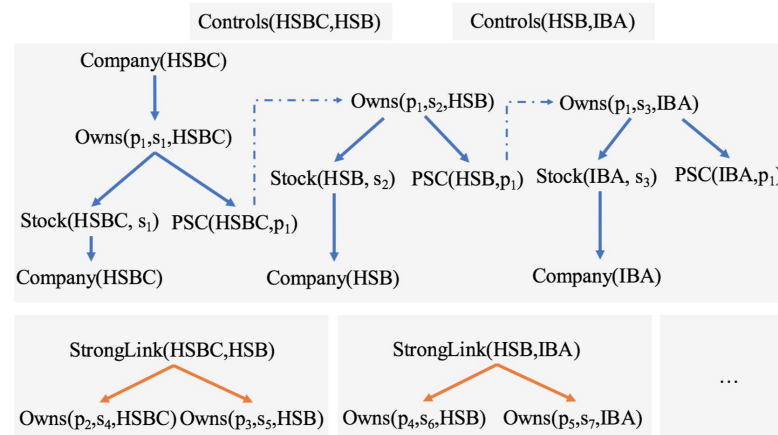 Controls(HSBC,HSB) Controls(HSB,IBA)
Company(HSBC)
Owns(p₁,s₂,HSB) Owns(p₁,s₃,IBA)
Owns(p₁,s₁,HSBC)
Stock(HSB, s₂) PSC(HSB,p₁) Stock(IBA, s₃) PSC(IBA,p₁)
Stock(HSBC, s₁) PSC(HSBC,p₁)
Company(HSBC) Company(HSB) Company(IBA)
StrongLink(HSBC,HSB) StrongLink(HSB,IBA)
...
Owns(p₂,s₄,HSBC) Owns(p₃,s₅,HSB) Owns(p₄,s₆,HSB) Owns(p₅,s₇,IBA)